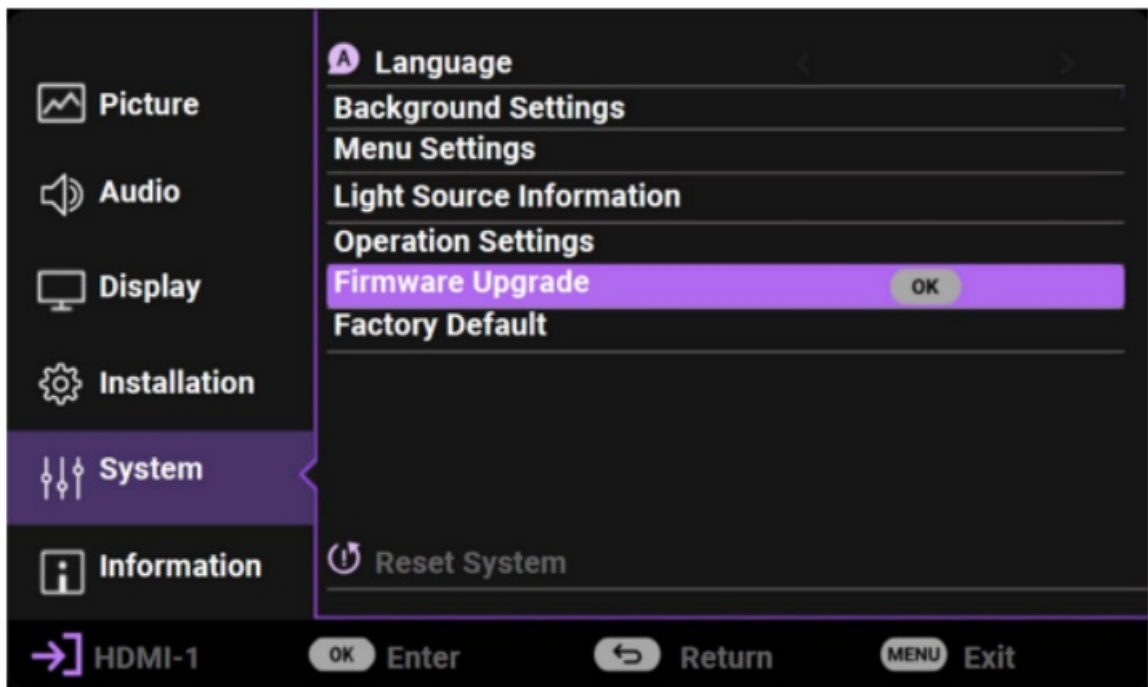 Picture
Audio
Display
Installation
System
Information
A Language
Background Settings
Menu Settings
Light Source Information
Operation Settings
Firmware Upgrade OK
Factory Default
Reset System
HDMI-1 OK Enter Return MENU Exit